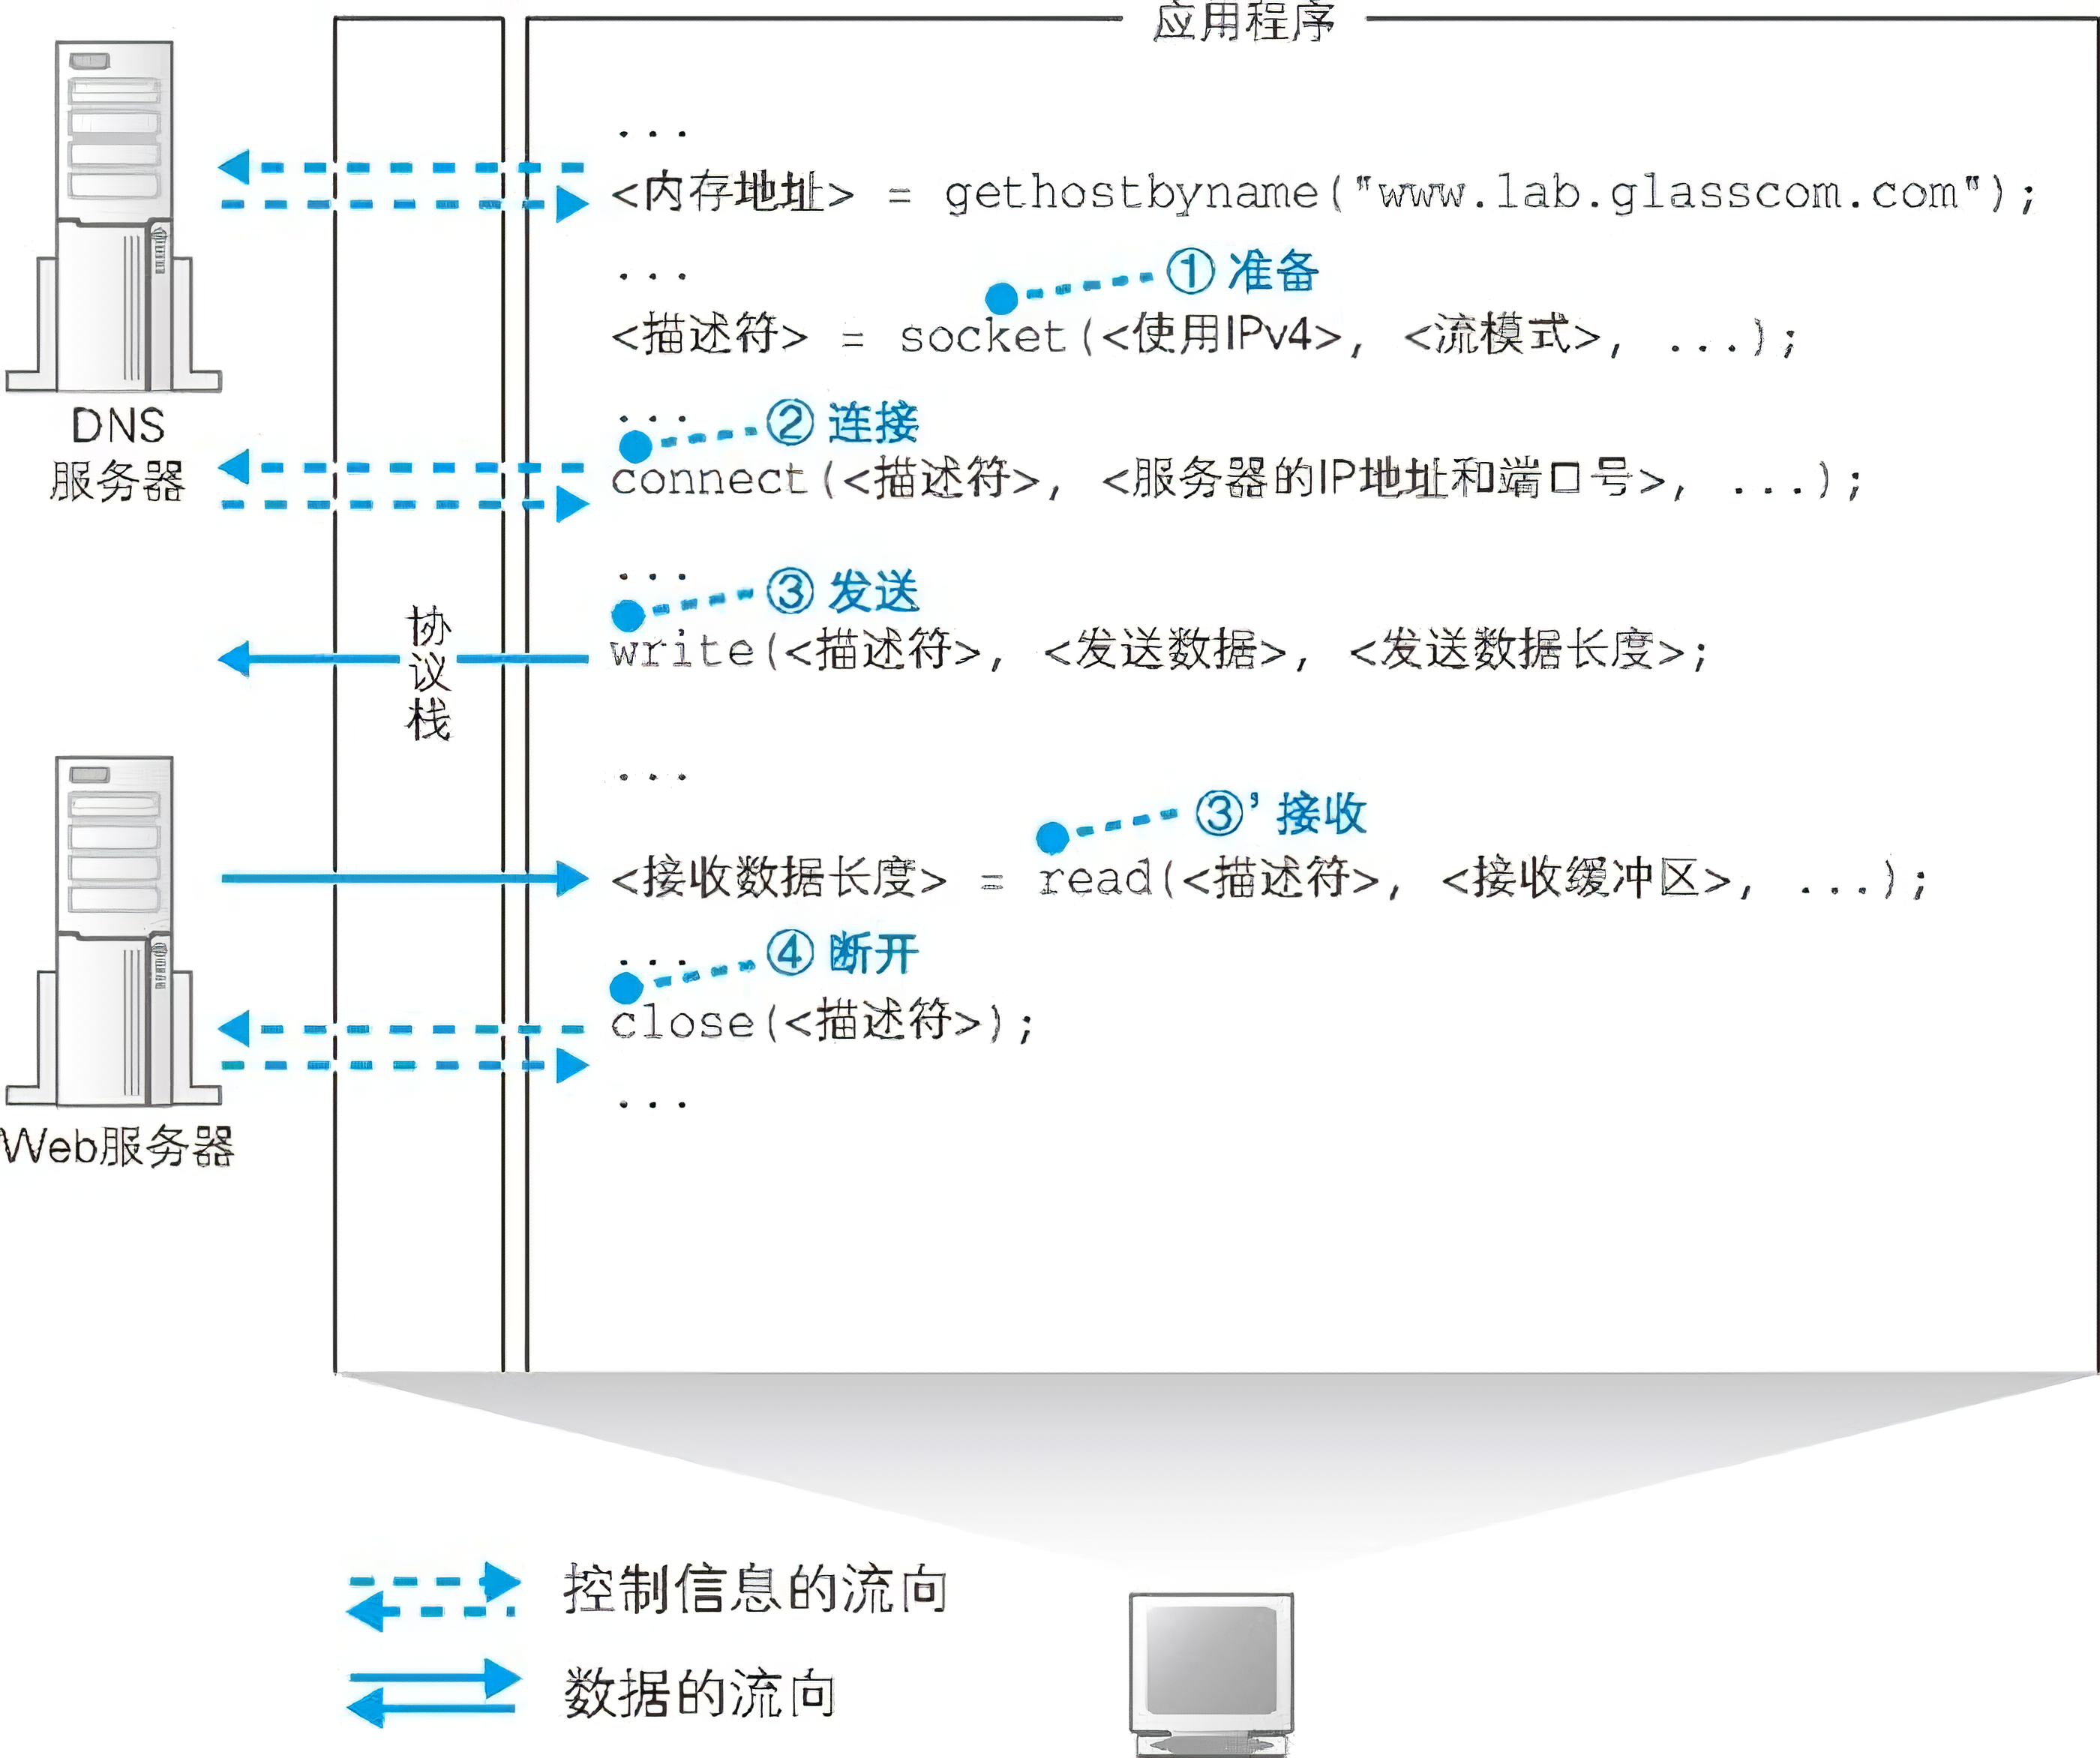 应用程序
...
<内存地址> = gethostbyname("www.lab.glasscom.com");
...
①准备
<描述符> = socket(<使用IPv4>, <流模式>, ...);
DNS
服务器
...
②连接
connect(<描述符>, <服务器的IP地址和端口号>, ...);
...
③发送
write(<描述符>, <发送数据>, <发送数据长度>;
协议栈
...
③'接收
<接收数据长度> = read(<描述符>, <接收缓冲区>, ...);
...
④断开
close(<描述符>);
...
Web服务器
控制信息的流向
数据的流向